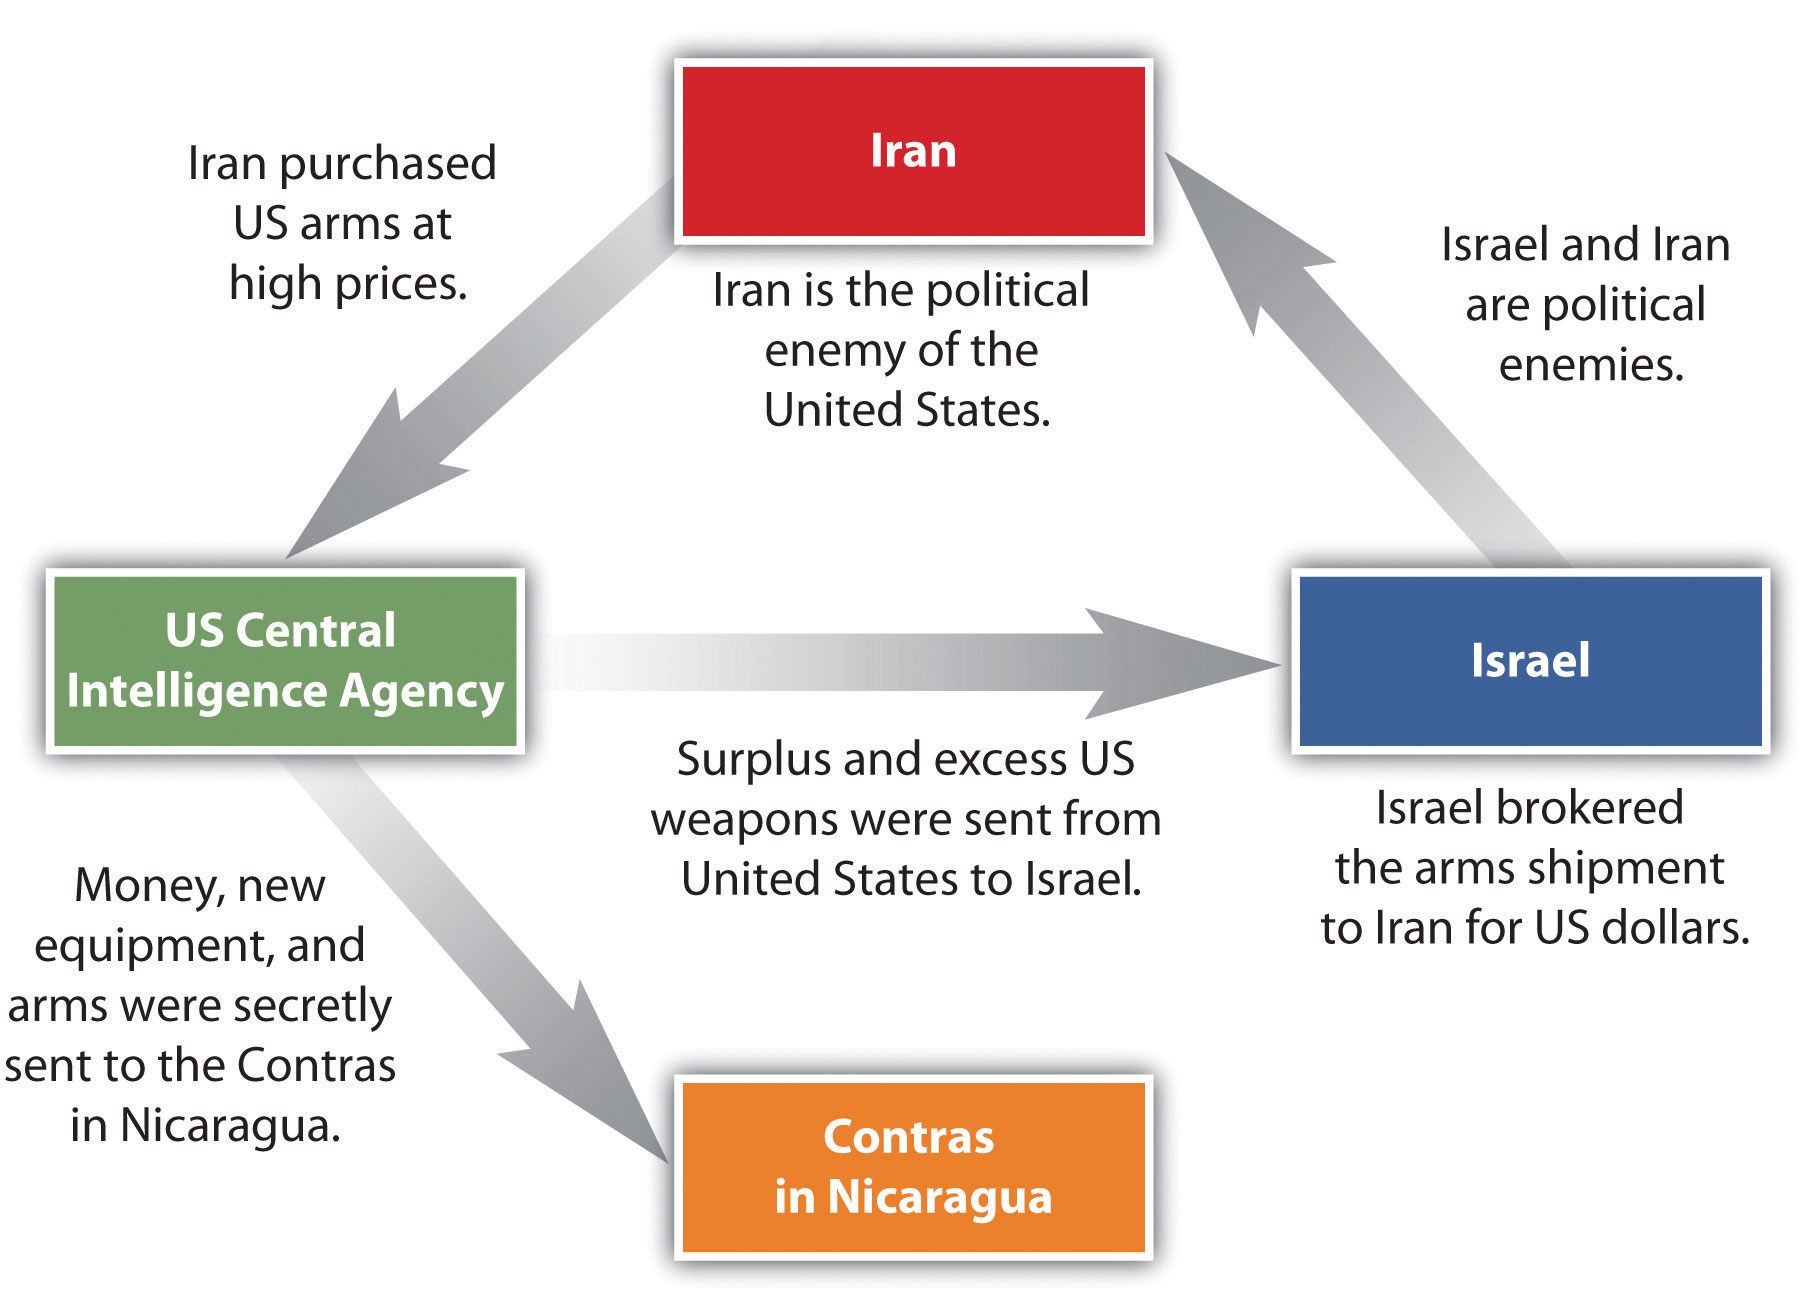 Iran
Iran purchased
US arms at
high prices.
Iran is the political
enemy of the
United States.
Israel and Iran
are political
enemies.
US Central
Intelligence Agency
Israel
Surplus and excess US
weapons were sent from
United States to Israel.
Israel brokered
the arms shipment
to Iran for US dollars.
Money, new
equipment, and
arms were secretly
sent to the Contras
in Nicaragua.
Contras
in Nicaragua